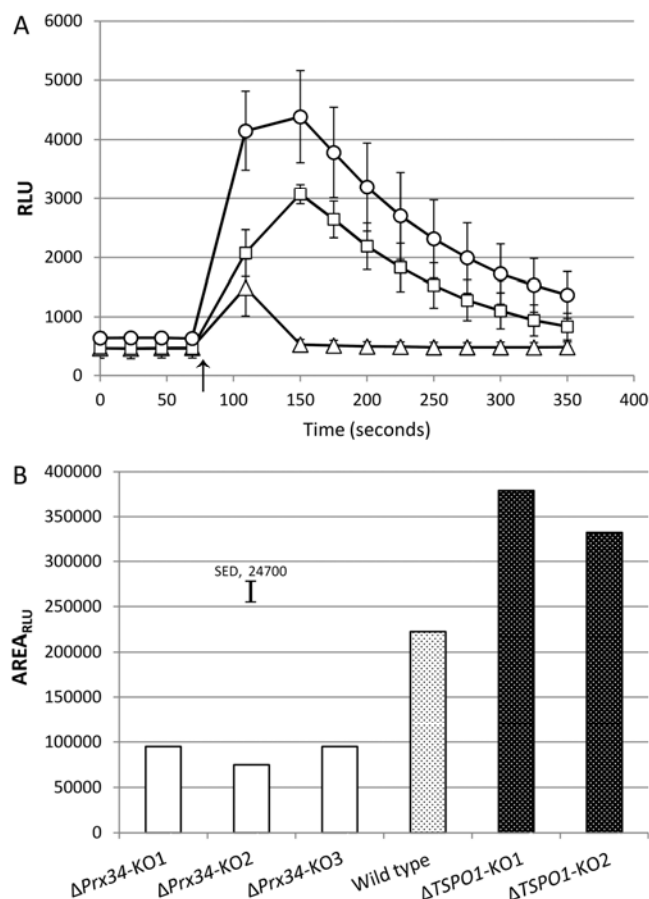 A
6000
5000
4000
3000
2000
1000
0
RLU
0 50 100 150 200 250 300 350 400
Time (seconds)
B
400000
350000
300000
250000
200000
150000
100000
50000
0
AREA_RLU
SED, 24700
ΔPrx34-KO1
ΔPrx34-KO2
ΔPrx34-KO3
Wild type
ΔTSPO1-KO1
ΔTSPO1-KO2